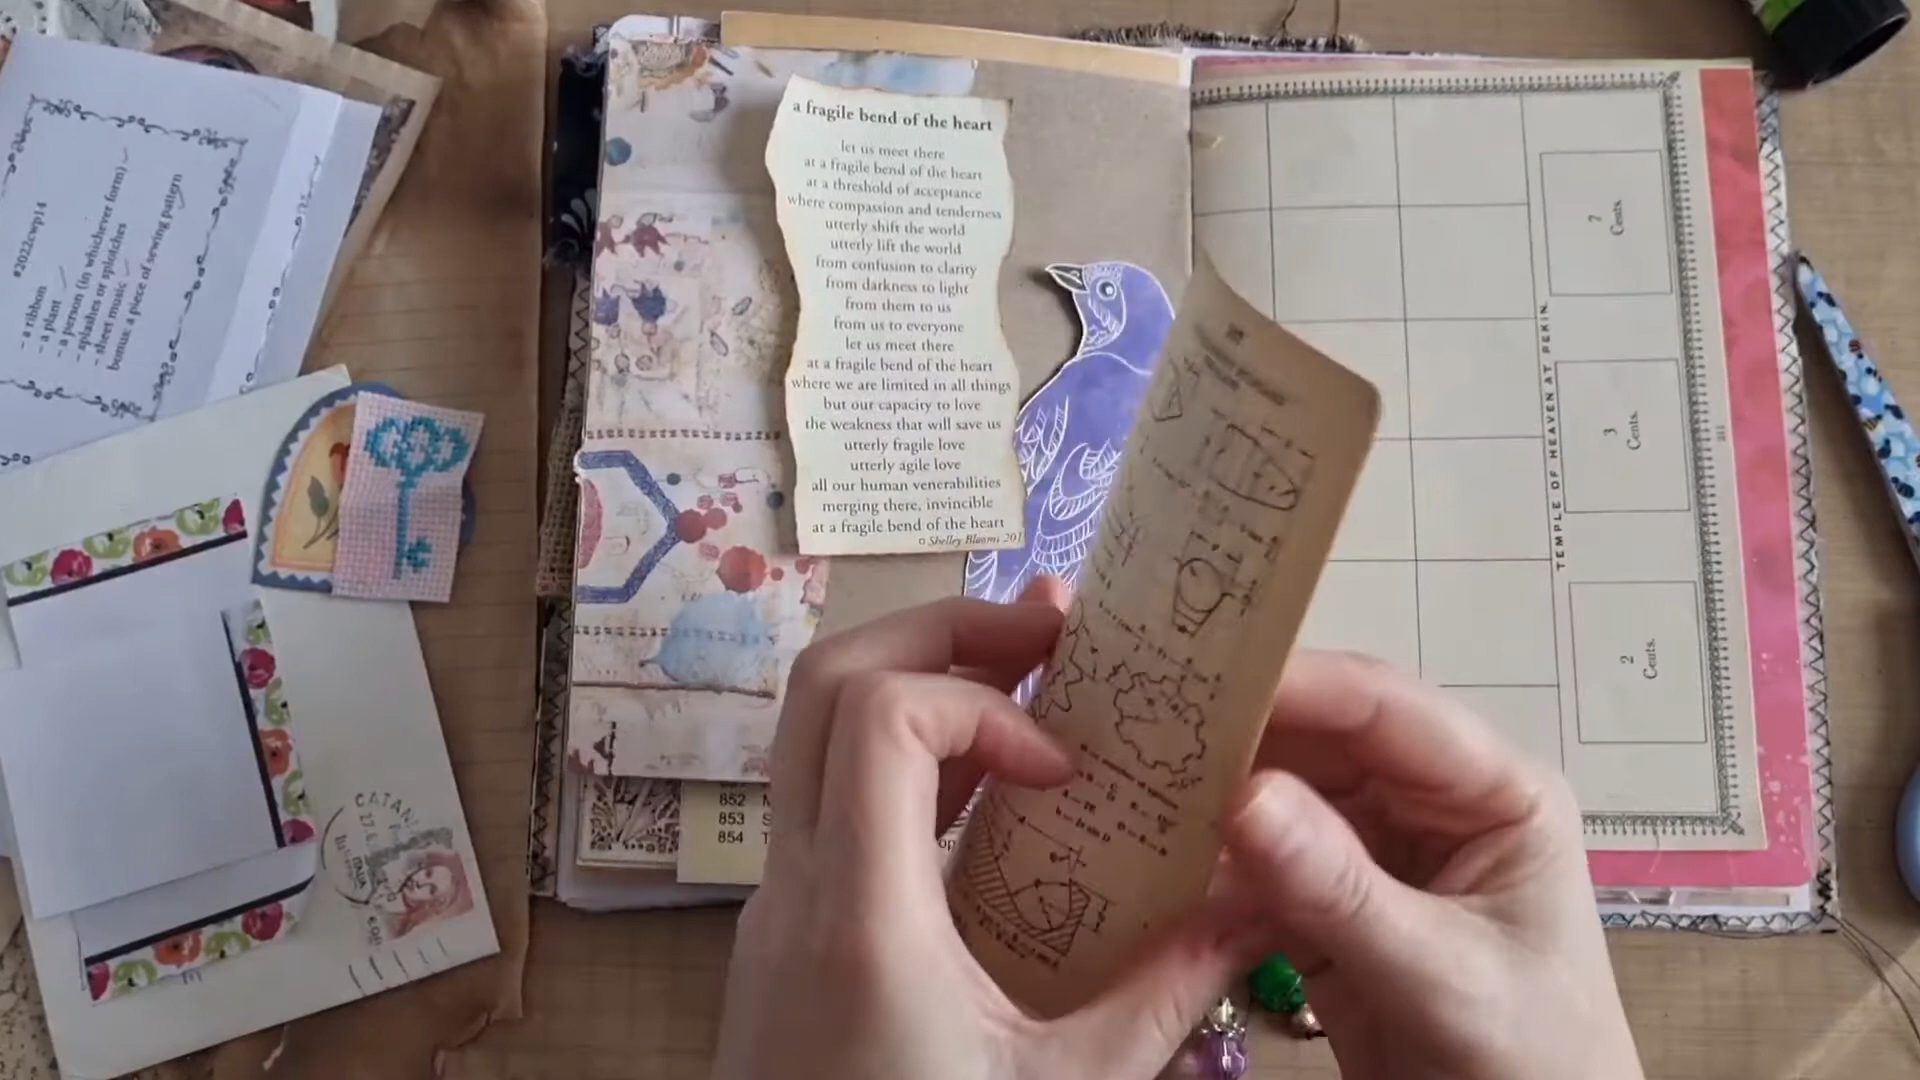 #2022cwp14
- a ribbon
- a plant
- a person (in whichever form)
- splashes or splotches
- sheet music
bonus: a piece of sewing pattern
a fragile bend of the heart
let us meet there
at a fragile bend of the heart
at a threshold of acceptance
where compassion and tenderness
utterly shift the world
utterly lift the world
from confusion to clarity
from darkness to light
from them to us
from us to everyone
let us meet there
at a fragile bend of the heart
where we are limited in all things
but our capacity to love
the weakness that will save us
utterly fragile love
utterly agile love
all our human venerabilities
merging there, invincible
at a fragile bend of the heart
Shelley Blooms 201
852
853
854
TEMPLE OF HEAVEN AT PEKIN.
7
Cents.
3
Cents.
2
Cents.
CATAN
ITALIA